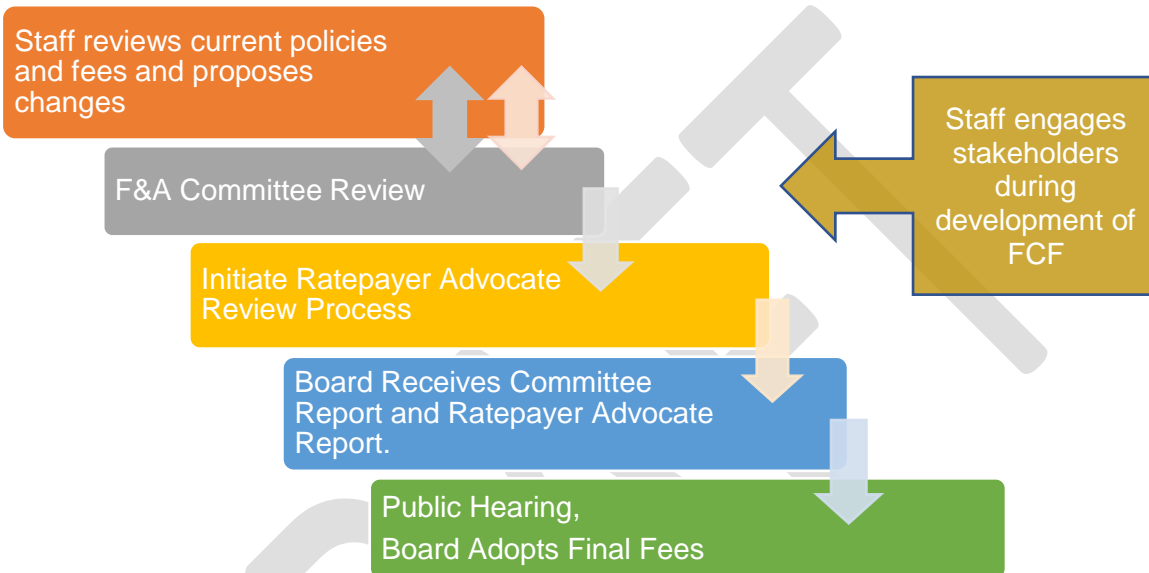 Staff reviews current policies
and fees and proposes
changes
F&A Committee Review
Initiate Ratepayer Advocate
Review Process
Board Receives Committee
Report and Ratepayer Advocate
Report.
Public Hearing,
Board Adopts Final Fees
Staff engages
stakeholders
during
development of
FCF